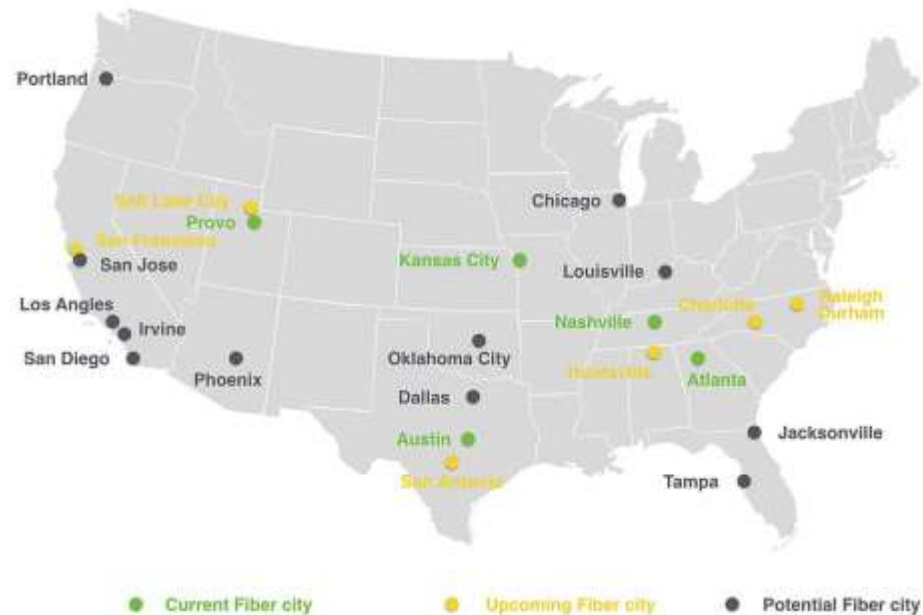 Portland
Salt Lake City
Chicago
Provo
San Francisco
San Jose
Kansas City
Louisville
Raleigh
Durham
Charlotte
Los Angles
Irvine
Nashville
San Diego
Phoenix
Oklahoma City
Huntsville
Atlanta
Dallas
Austin
San Antonio
Jacksonville
Tampa
Current Fiber city
Upcoming Fiber city
Potential Fiber city